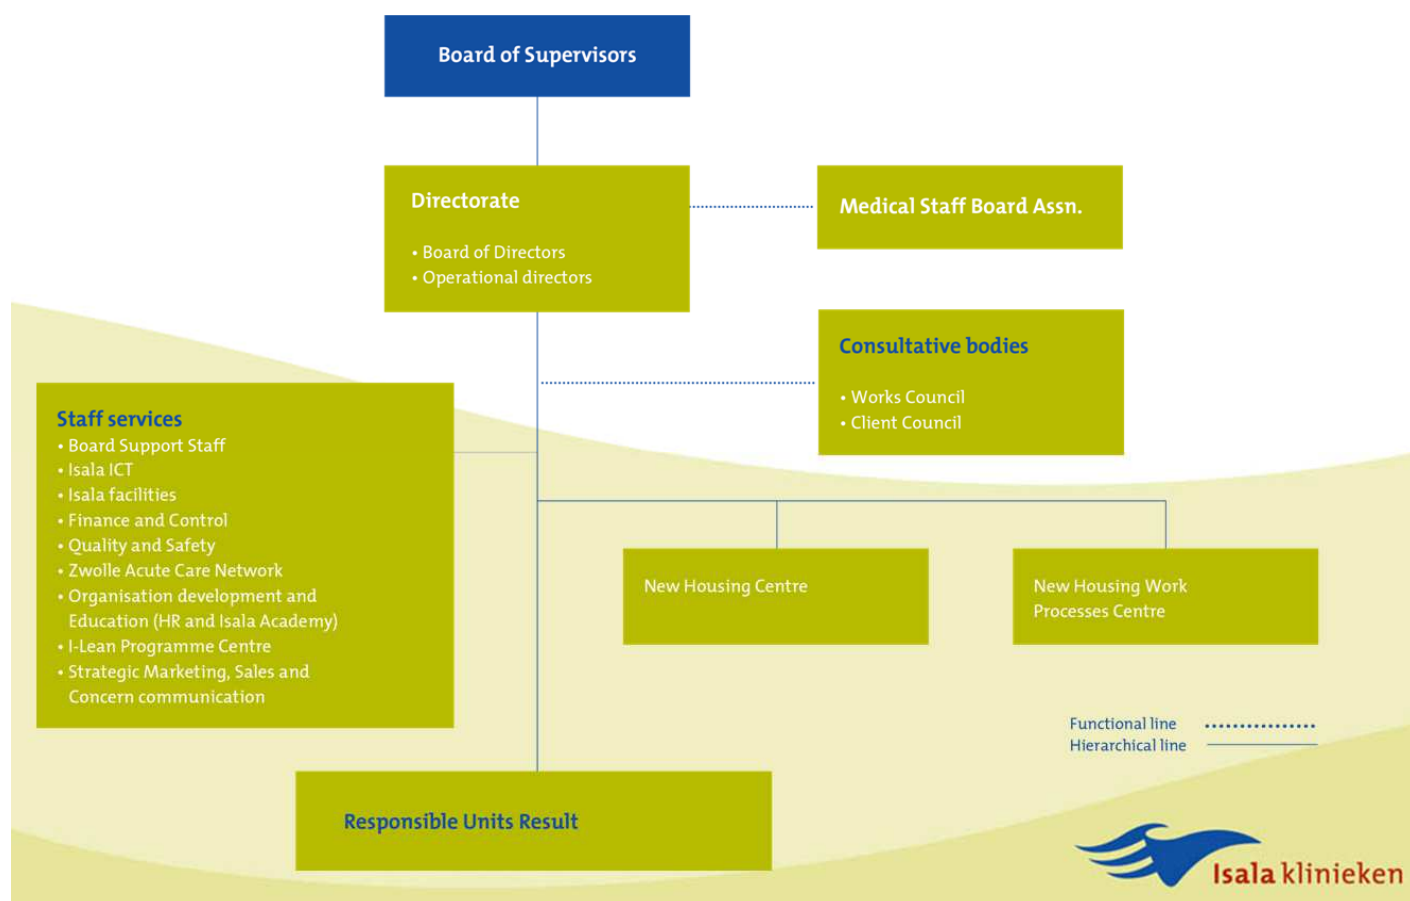 Board of Supervisors
Directorate
• Board of Directors
• Operational directors
Medical Staff Board Assn.
Consultative bodies
• Works Council
• Client Council
Staff services
• Board Support Staff
• Isala ICT
• Isala facilities
• Finance and Control
• Quality and Safety
• Zwolle Acute Care Network
• Organisation development and
Education (HR and Isala Academy)
• I-Lean Programme Centre
• Strategic Marketing, Sales and
Concern communication
New Housing Centre
New Housing Work
Processes Centre
Functional line
Hierarchical line
Responsible Units Result
Isala klinieken